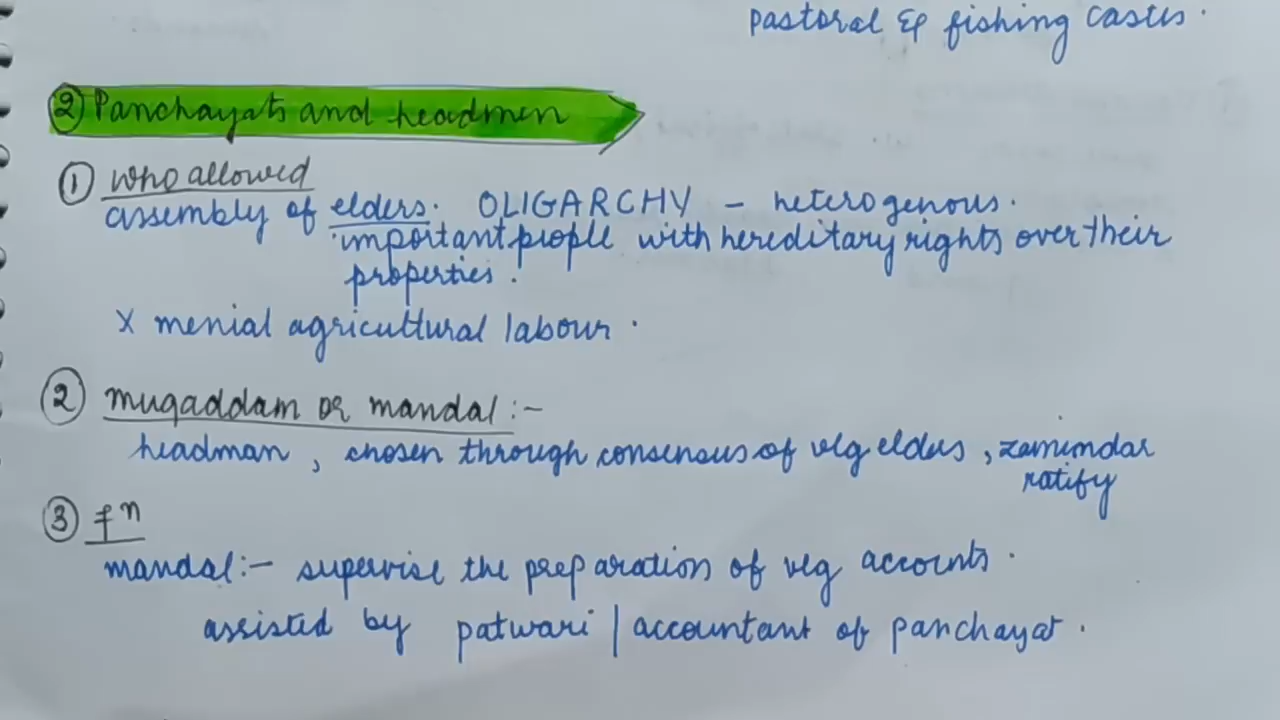 pastoral & fishing castes.
② Panchayats and headmen
① who allowed
assembly of elders. OLIGARCHY - heterogenous.
important people with hereditary rights over their
properties.
x menial agricultural labour.
② muqaddam or mandal :-
headman, chosen through consensus of vlg elders, zamindar
ratify
③ fⁿ
mandal :- supervise the preparation of vlg accounts.
assisted by patwari / accountant of panchayat.